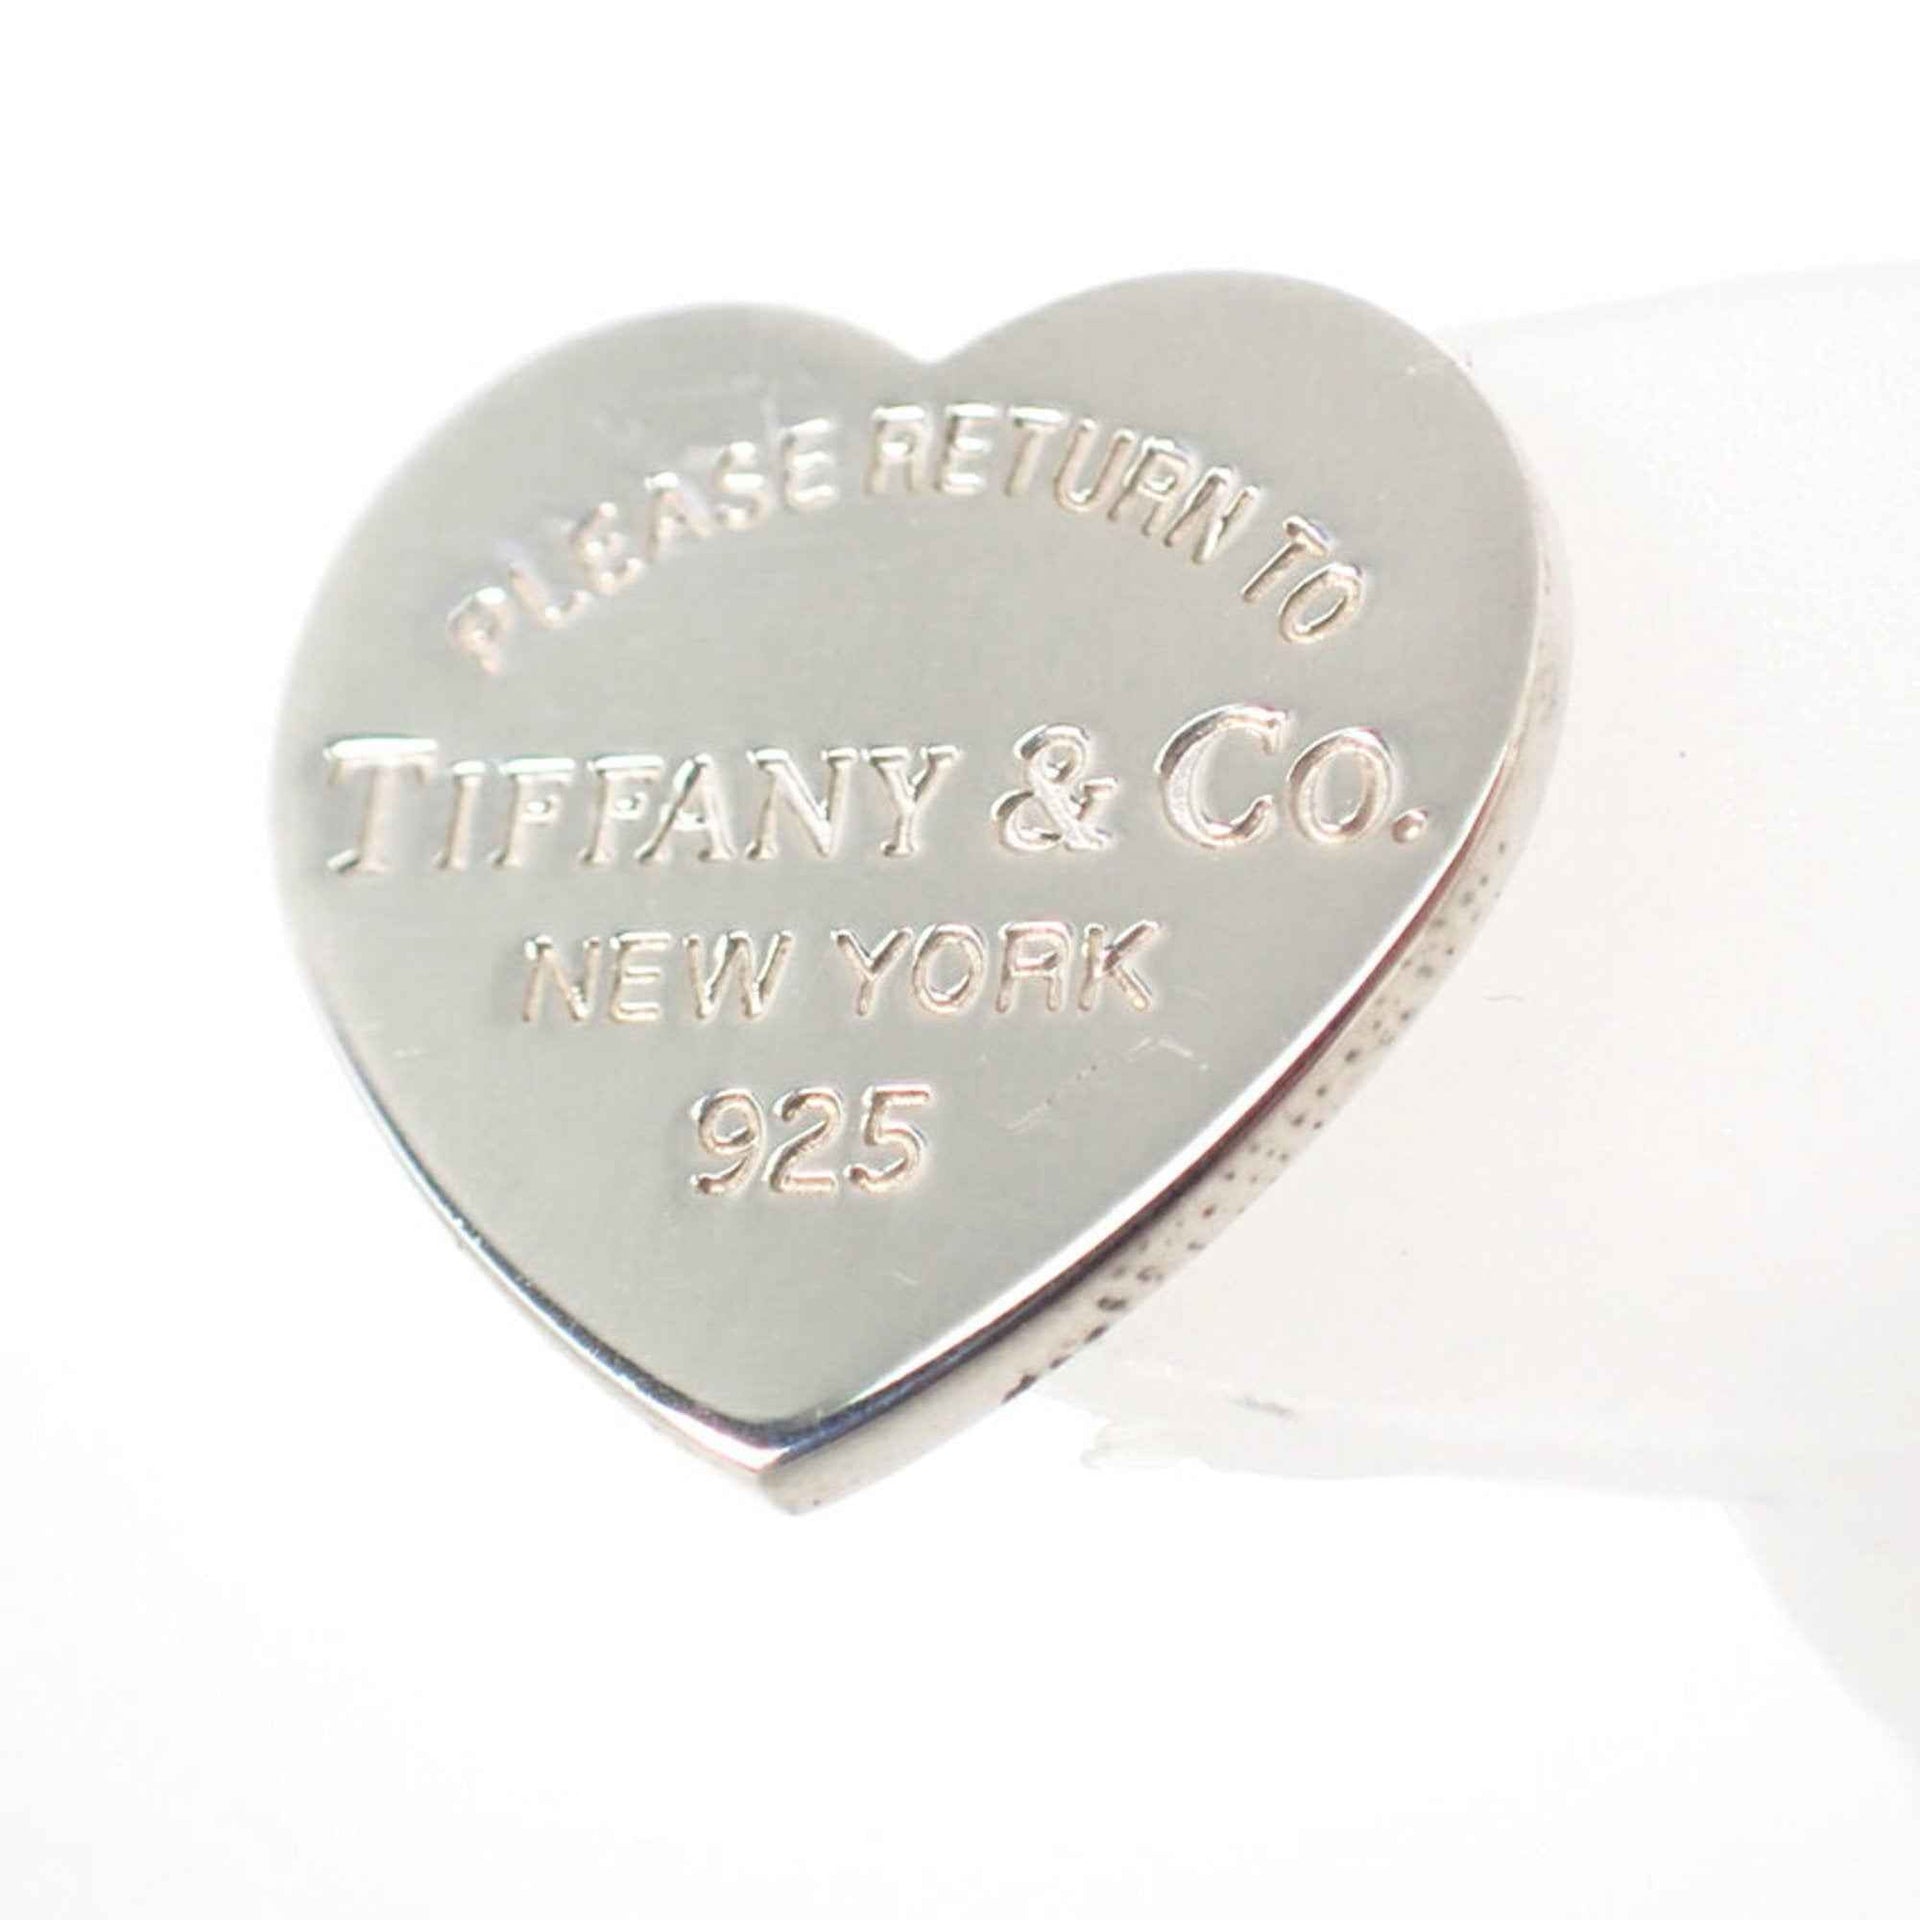 PLEASE RETURN TO
TIFFANY & CO.
NEW YORK
925